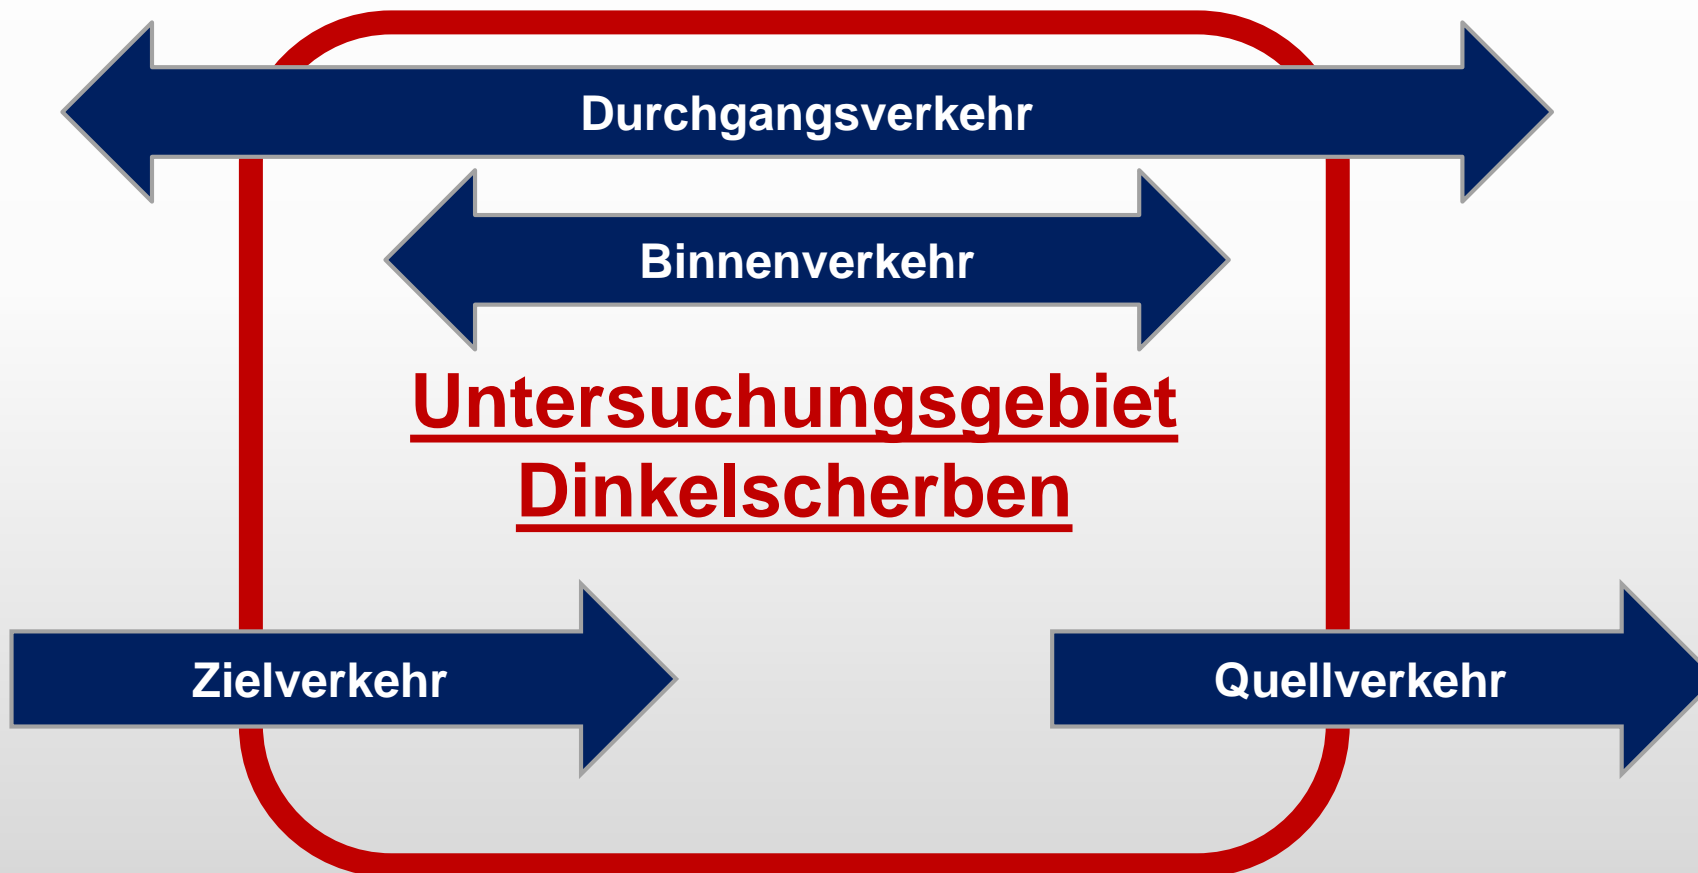 Durchgangsverkehr
Binnenverkehr
Untersuchungsgebiet
Dinkelscherben
Zielverkehr
Quellverkehr